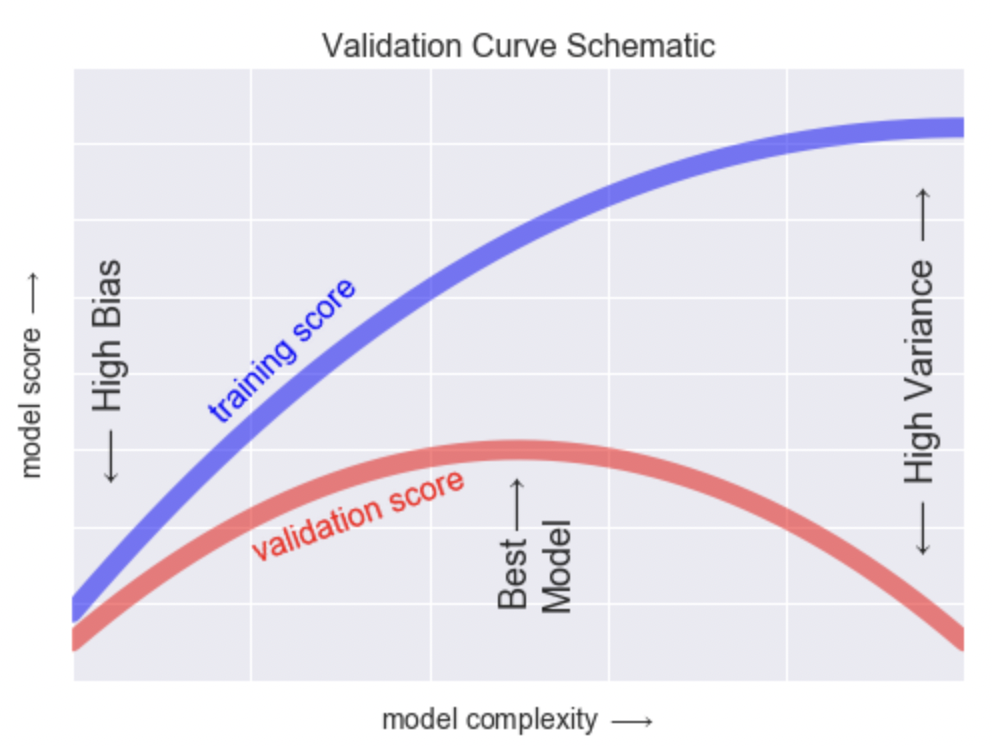 Validation Curve Schematic
model score ⟶
⟵ High Bias
training score
validation score
Best ⟶
Model
⟵ High Variance ⟶
model complexity ⟶